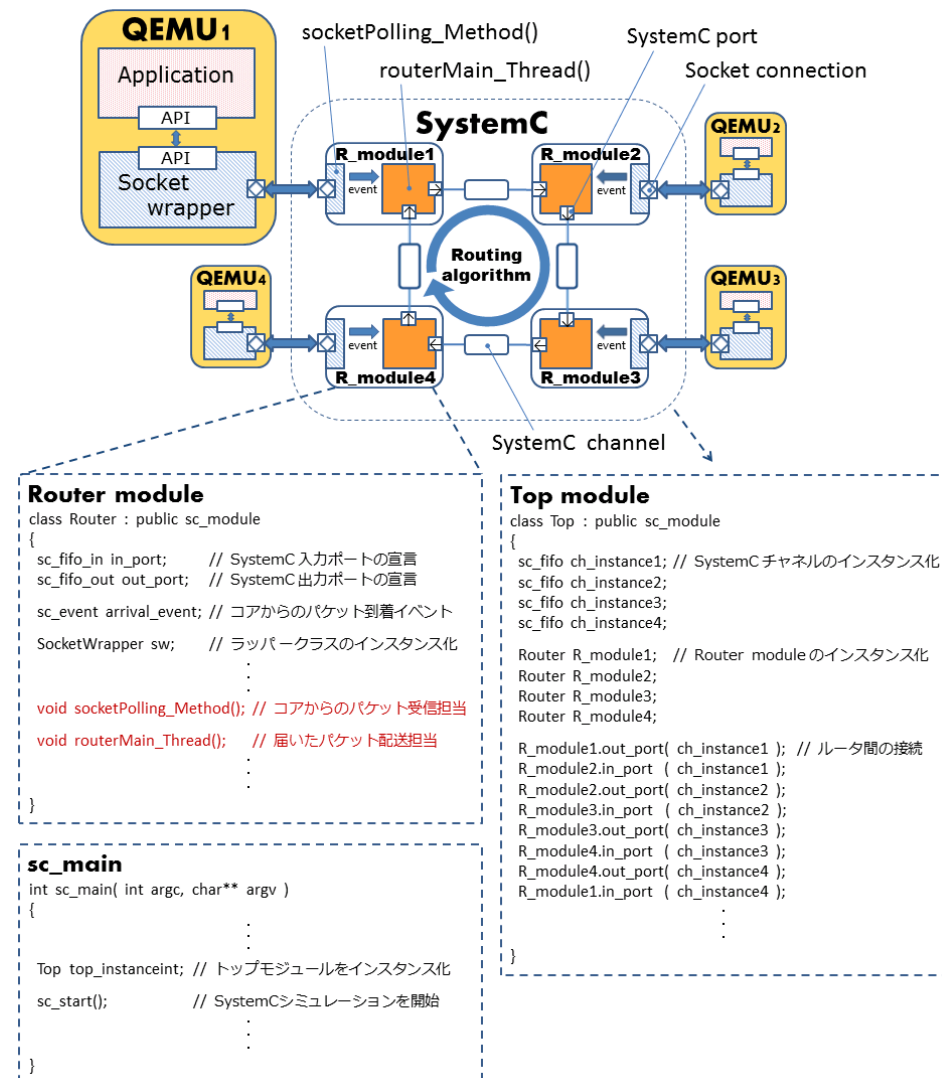 QEMU1
Application
API
API
Socket
wrapper
socketPolling_Method()
routerMain_Thread()
SystemC port
Socket connection
SystemC
R_module1
event
R_module2
event
QEMU2
Routing
algorithm
QEMU4
event
R_module4
event
R_module3
QEMU3
SystemC channel
Router module
class Router : public sc_module
{
sc_fifo_in in_port; // SystemC 入力ポートの宣言
sc_fifo_out out_port; // SystemC 出力ポートの宣言
sc_event arrival_event; // コアからのパケット到着イベント
SocketWrapper sw; // ラッパークラスのインスタンス化
.
.
.
void socketPolling_Method(); // コアからのパケット受信担当
void routerMain_Thread(); // 届いたパケット配送担当
.
.
.
}
sc_main
int sc_main( int argc, char** argv )
{
.
.
.
Top top_instanceint; // トップモジュールをインスタンス化
sc_start(); // SystemCシミュレーションを開始
.
.
.
}
Top module
class Top : public sc_module
{
sc_fifo ch_instance1; // SystemC チャネルのインスタンス化
sc_fifo ch_instance2;
sc_fifo ch_instance3;
sc_fifo ch_instance4;
Router R_module1; // Router module のインスタンス化
Router R_module2;
Router R_module3;
Router R_module4;
R_module1.out_port( ch_instance1 ); // ルータ間の接続
R_module2.in_port ( ch_instance1 );
R_module2.out_port( ch_instance2 );
R_module3.in_port ( ch_instance2 );
R_module3.out_port( ch_instance3 );
R_module4.in_port ( ch_instance3 );
R_module4.out_port( ch_instance4 );
R_module1.in_port ( ch_instance4 );
.
.
.
}